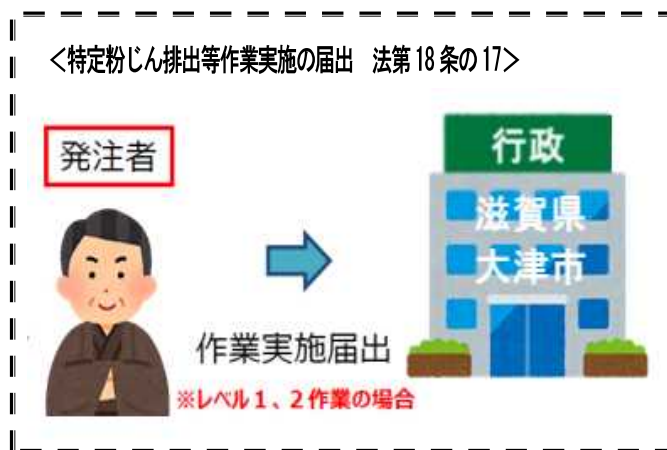 ＜特定粉じん排出等作業実施の届出　法第18条の17＞
発注者
行政
滋賀県
大津市
作業実施届出
※レベル１、２作業の場合